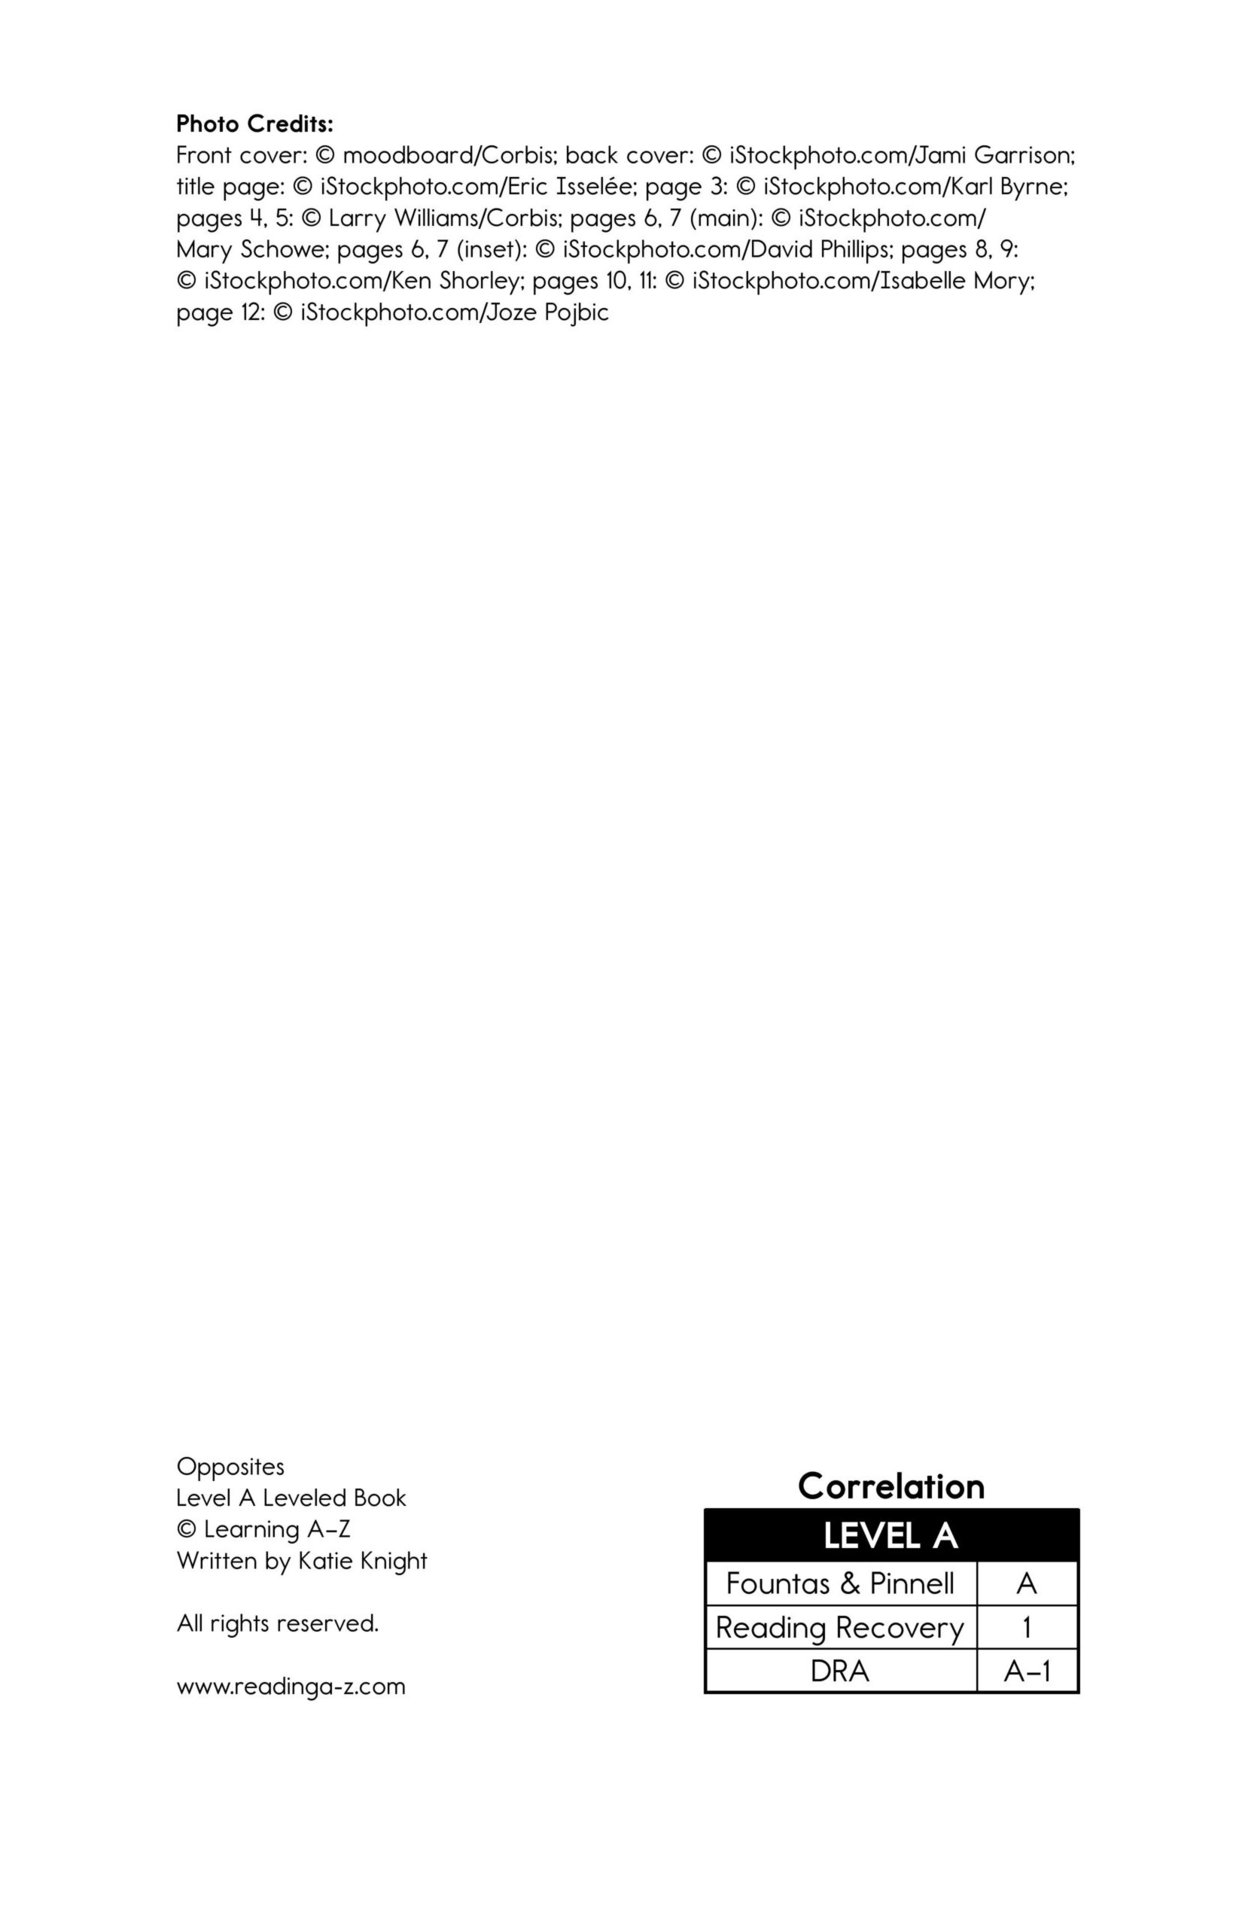 Photo Credits:
Front cover: © moodboard/Corbis; back cover: © iStockphoto.com/Jami Garrison;
title page: © iStockphoto.com/Eric Isselée; page 3: © iStockphoto.com/Karl Byrne;
pages 4, 5: © Larry Williams/Corbis; pages 6, 7 (main): © iStockphoto.com/
Mary Schowe; pages 6, 7 (inset): © iStockphoto.com/David Phillips; pages 8, 9:
© iStockphoto.com/Ken Shorley; pages 10, 11: © iStockphoto.com/Isabelle Mory;
page 12: © iStockphoto.com/Joze Pojbic
Opposites
Level A Leveled Book
© Learning A–Z
Written by Katie Knight
All rights reserved.
www.readinga-z.com
Correlation
LEVEL A
Fountas & Pinnell A
Reading Recovery 1
DRA A–1